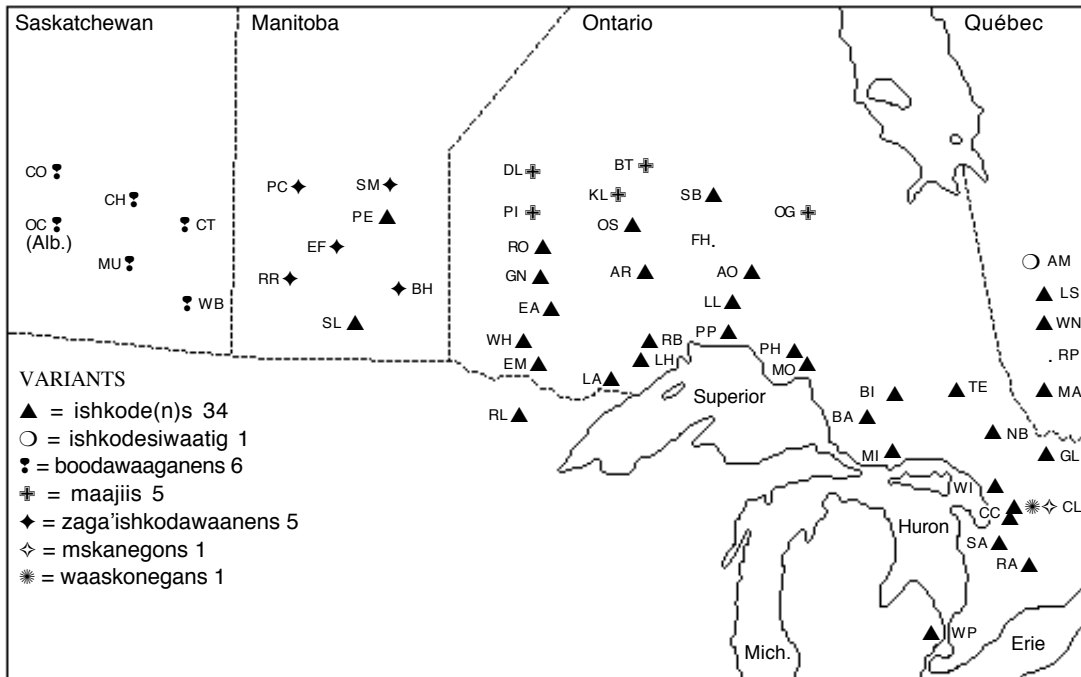 Saskatchewan Manitoba Ontario Québec
CO
CH
OC
(Alb.)
CT
MU
WB
PC
SM
PE
EF
RR
BH
SL
DL
BT
KL
SB
PI
OG
OS
FH
RO
GN
AR
AO
EA
LL
WH
RB
PP
EM
LH
PH
MO
LA
RL
AM
LS
WN
RP
MA
BI
TE
BA
NB
MI
GL
WI
CC
CL
SA
RA
WP
Superior
Huron
Mich.
Erie
VARIANTS
▲ = ishkode(n)s 34
❍ = ishkodesiwaatig 1
❢ = boodawaaganens 6
✙ = maajiis 5
✦ = zaga'ishkodawaanens 5
✧ = mskanegons 1
✺ = waaskonegans 1